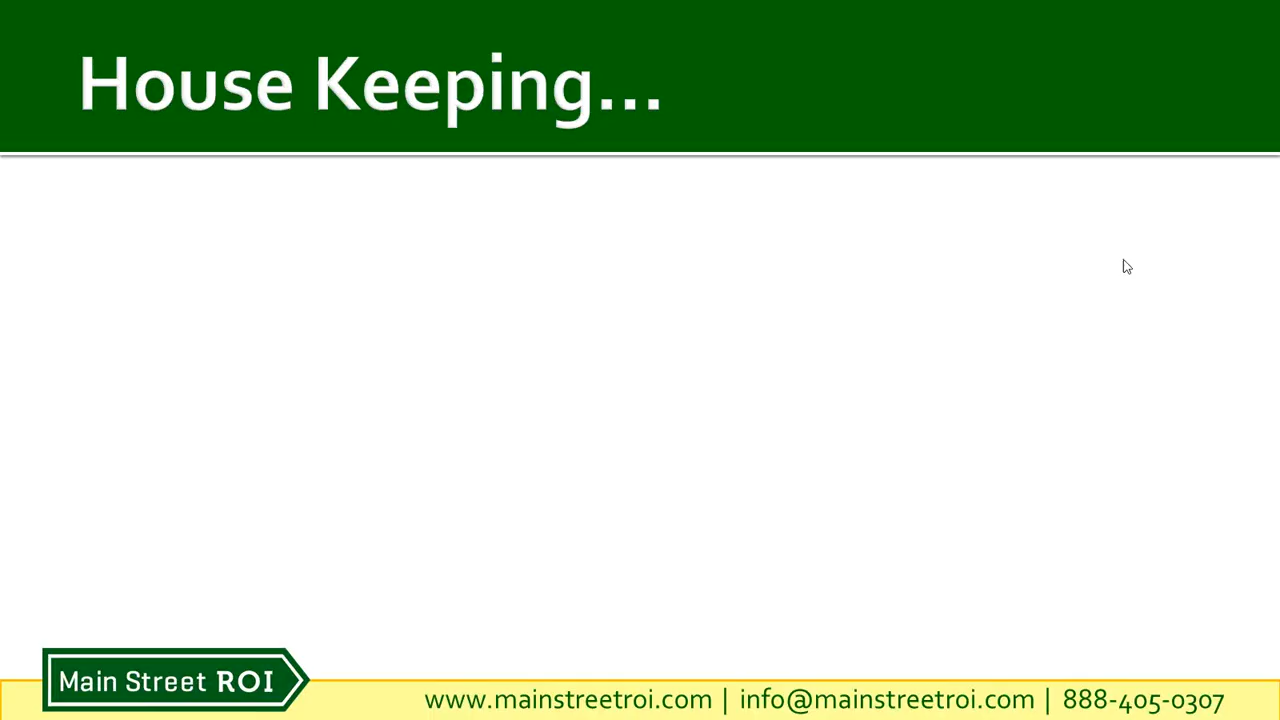 House Keeping...
Main Street ROI
www.mainstreetroi.com | info@mainstreetroi.com | 888-405-0307